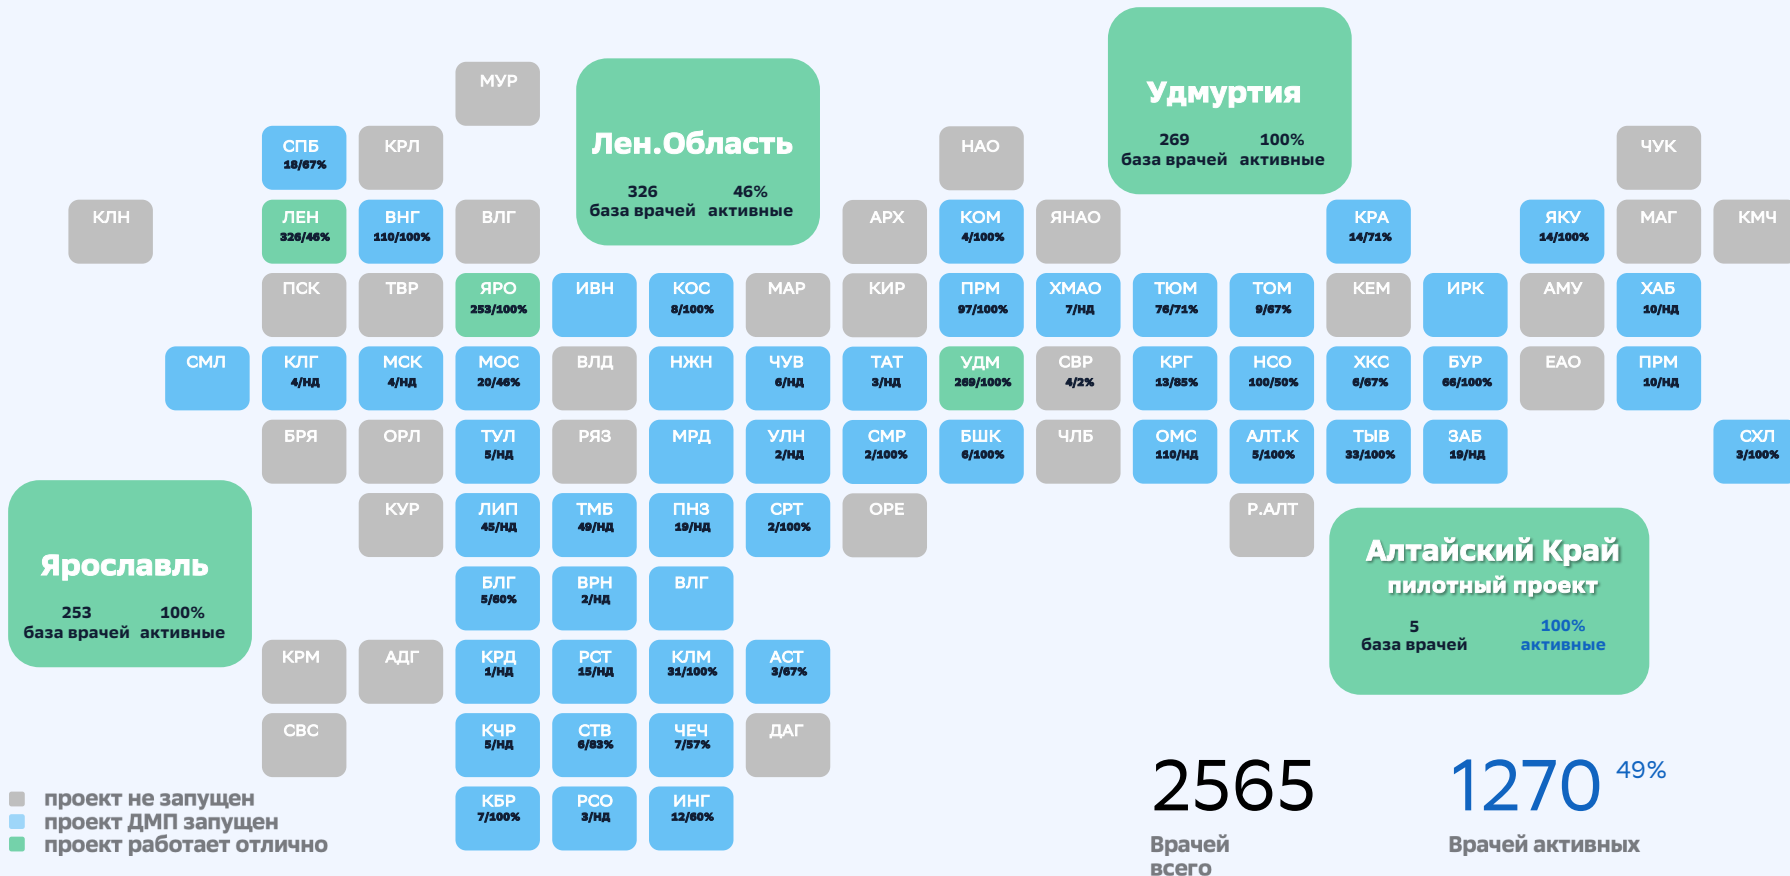 МУР
Удмуртия
269
база врачей
100%
активные
Лен.Область
326
база врачей
46%
активные
СПБ
18/67%
КРЛ
НАО
ЧУК
КЛН
ЛЕН
326/46%
ВНГ
110/100%
ВЛГ
АРХ
КОМ
4/100%
ЯНАО
КРА
14/71%
ЯКУ
14/100%
МАГ
КМЧ
ПСК
ТВР
ЯРО
253/100%
ИВН
КОС
8/100%
МАР
КИР
ПРМ
97/100%
ХМАО
7/НД
ТЮМ
76/71%
ТОМ
9/67%
КЕМ
ИРК
АМУ
ХАБ
10/НД
СМЛ
КЛГ
4/НД
МСК
4/НД
МОС
20/46%
ВЛД
НЖН
ЧУВ
6/НД
ТАТ
3/НД
УДМ
269/100%
СВР
4/2%
КРГ
13/85%
НСО
100/50%
ХКС
6/67%
БУР
66/100%
ЕАО
ПРМ
10/НД
БРЯ
ОРЛ
ТУЛ
5/НД
РЯЗ
МРД
УЛН
2/НД
СМР
2/100%
БШК
6/100%
ЧЛБ
ОМС
110/НД
АЛТ.К
5/100%
ТЫВ
33/100%
ЗАБ
19/НД
СХЛ
3/100%
КУР
ЛИП
45/НД
ТМБ
49/НД
ПНЗ
19/НД
СРТ
2/100%
ОРЕ
Р.АЛТ
Ярославль
253
база врачей
100%
активные
Алтайский Край
пилотный проект
5
база врачей
100%
активные
БЛГ
5/60%
ВРН
2/НД
ВЛГ
КРМ
АДГ
КРД
1/НД
РСТ
15/НД
КЛМ
31/100%
АСТ
3/67%
СВС
КЧР
5/НД
СТВ
6/83%
ЧЕЧ
7/57%
ДАГ
КБР
7/100%
РСО
3/НД
ИНГ
12/60%
проект не запущен
проект ДМП запущен
проект работает отлично
2565
Врачей
всего
1270 49%
Врачей активных